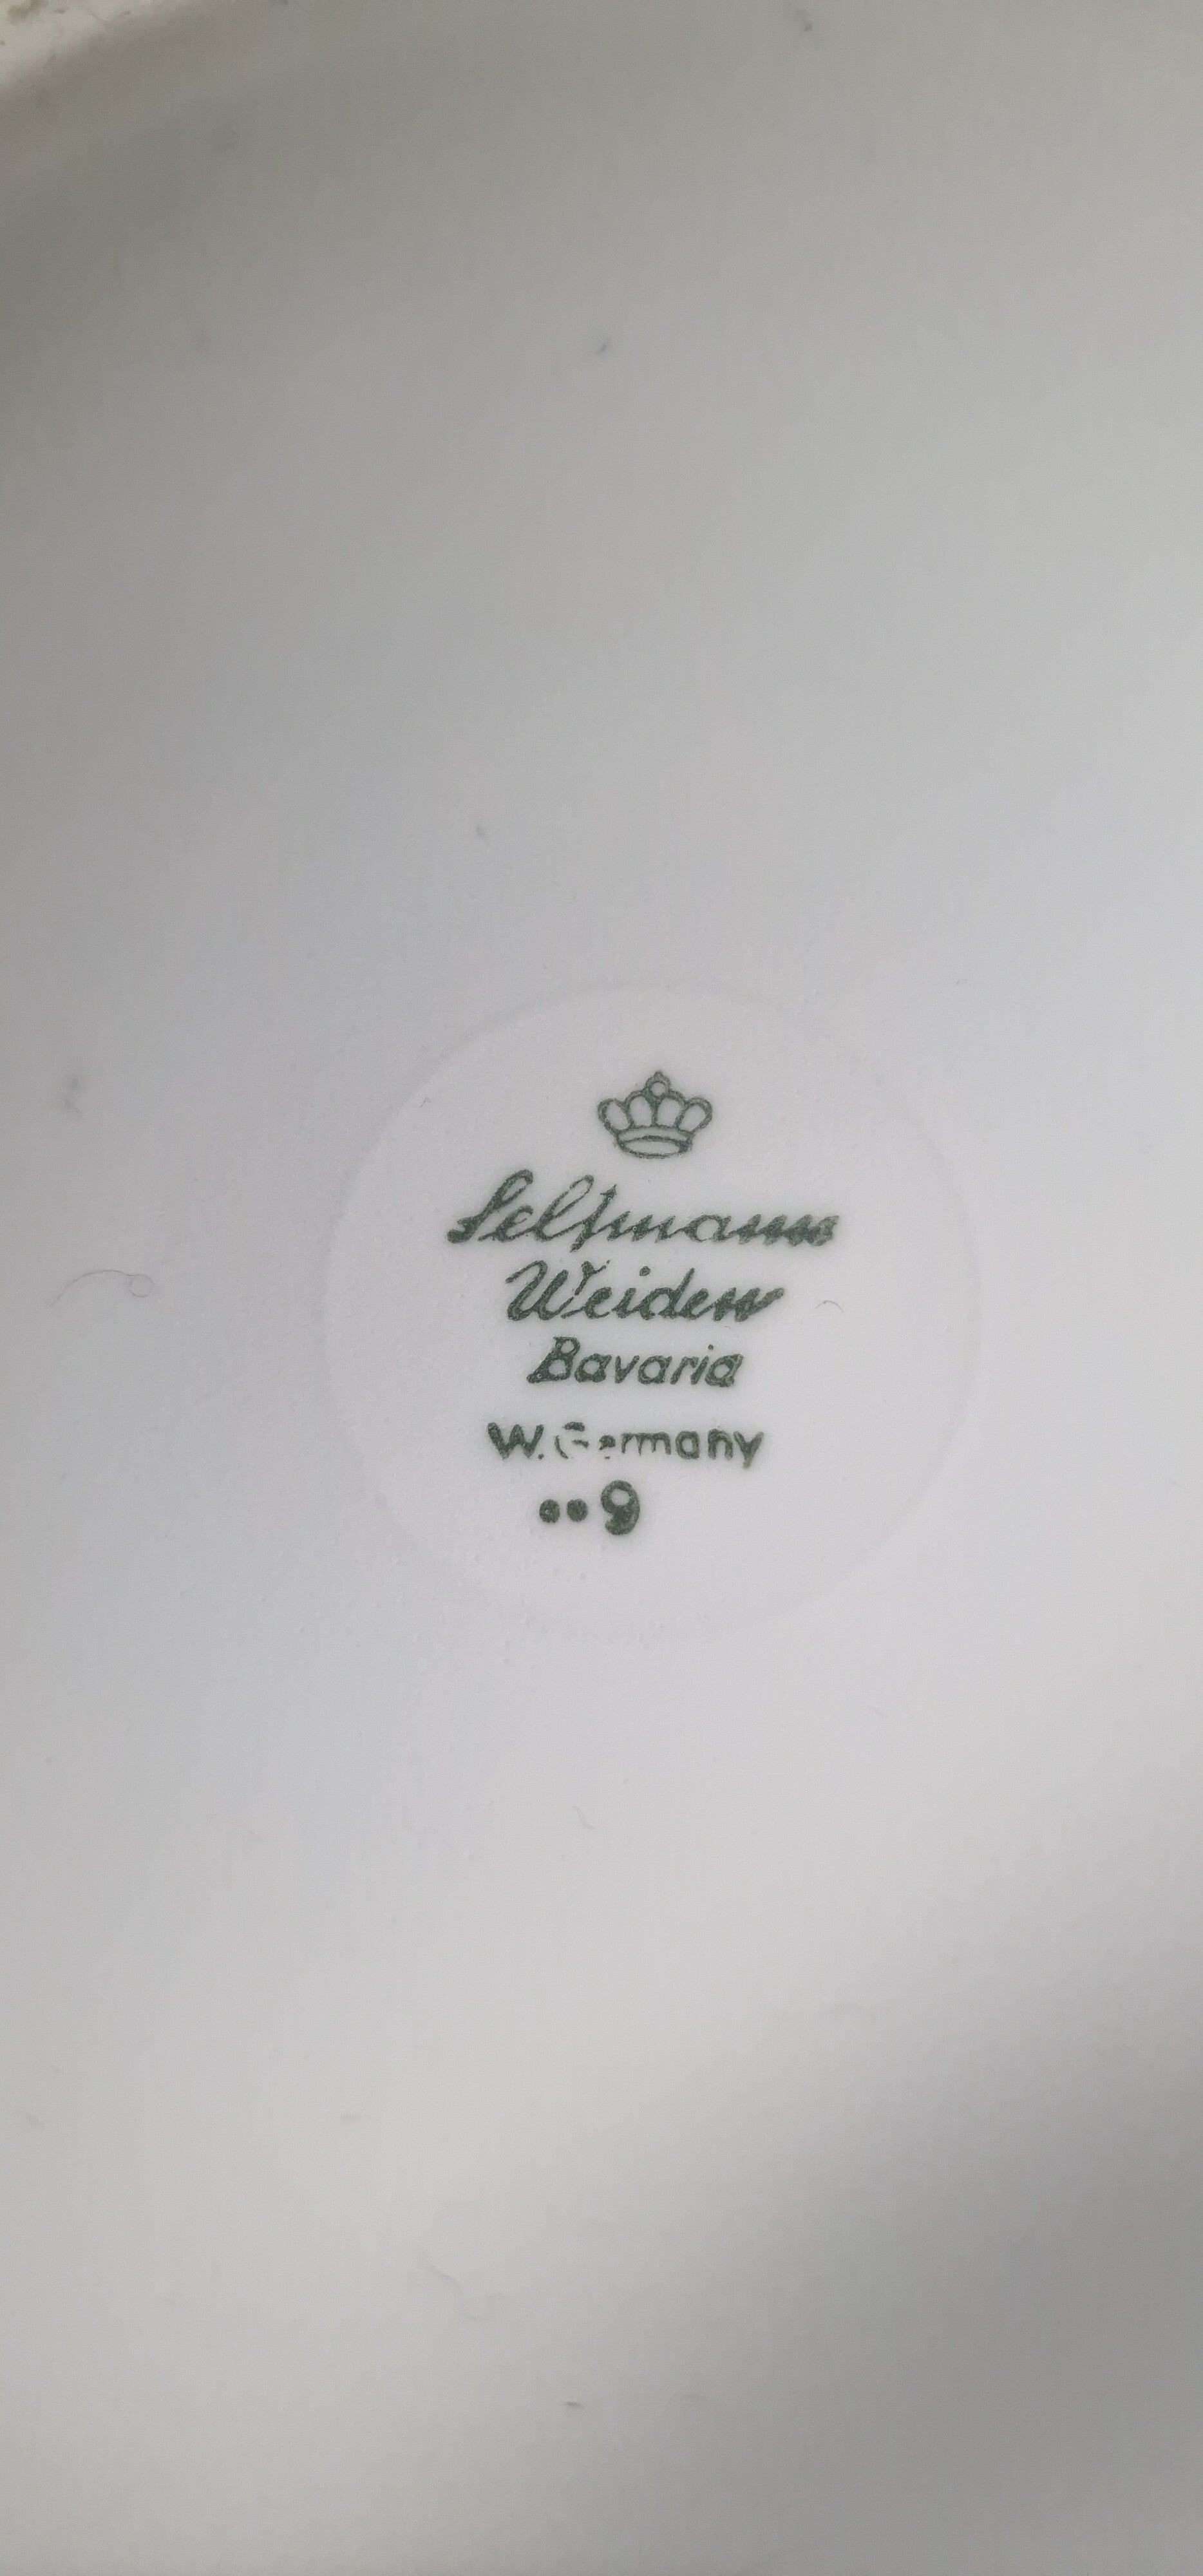 Seltmann
Weiden
Bavaria
W. Germany
••9